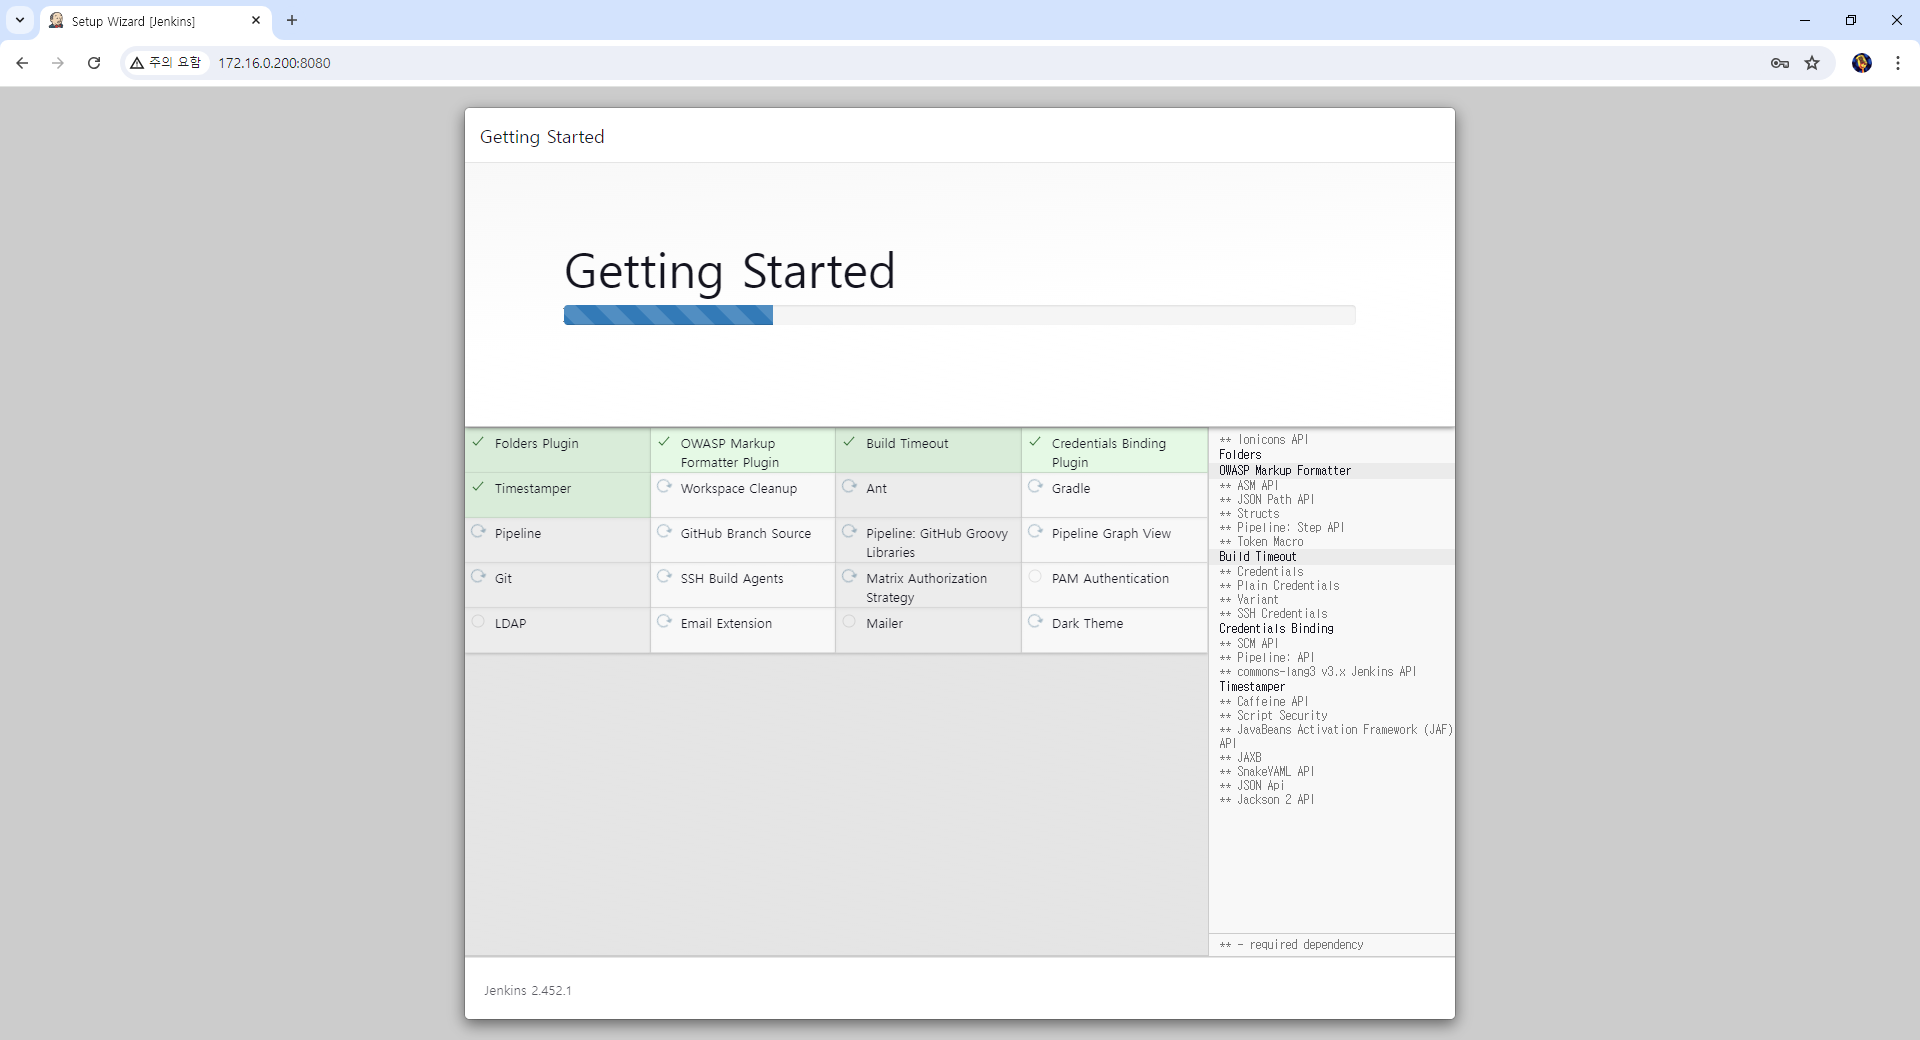 Setup Wizard [Jenkins]
주의 요함
172.16.0.200:8080
Getting Started
Getting Started
Folders Plugin
OWASP Markup
Formatter Plugin
Build Timeout
Credentials Binding
Plugin
Timestamper
Workspace Cleanup
Ant
Gradle
Pipeline
GitHub Branch Source
Pipeline: GitHub Groovy
Libraries
Pipeline Graph View
Git
SSH Build Agents
Matrix Authorization
Strategy
PAM Authentication
LDAP
Email Extension
Mailer
Dark Theme
** Ionicons API
Folders
OWASP Markup Formatter
** ASM API
** JSON Path API
** Structs
** Pipeline: Step API
** Token Macro
Build Timeout
** Credentials
** Plain Credentials
** Variant
** SSH Credentials
Credentials Binding
** SCM API
** Pipeline: API
** commons-lang3 v3.x Jenkins API
Timestamper
** Caffeine API
** Script Security
** JavaBeans Activation Framework (JAF)
API
** JAXB
** SnakeYAML API
** JSON Api
** Jackson 2 API
** - required dependency
Jenkins 2.452.1